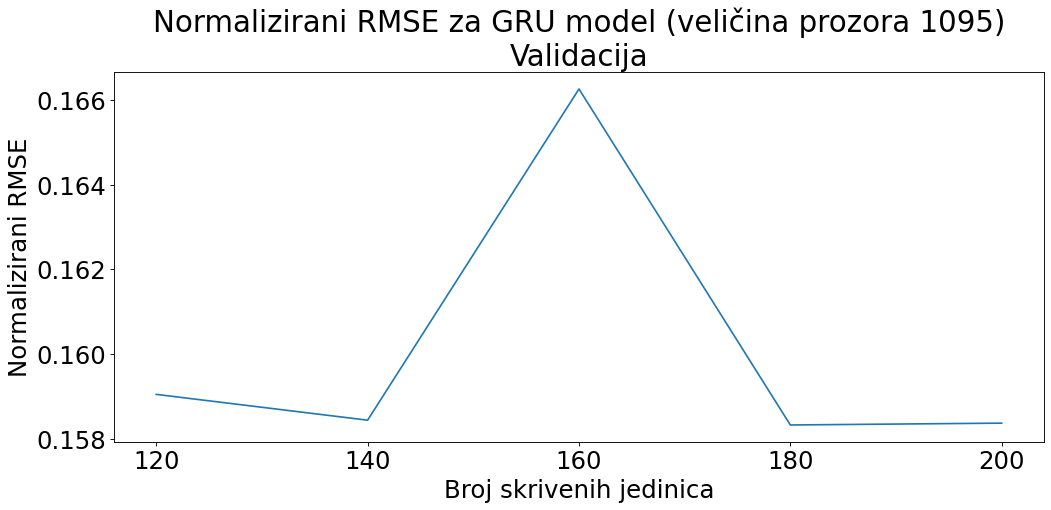 Normalizirani RMSE za GRU model (veličina prozora 1095)
Validacija
Normalizirani RMSE
0.166
0.164
0.162
0.160
0.158
120 140 160 180 200
Broj skrivenih jedinica